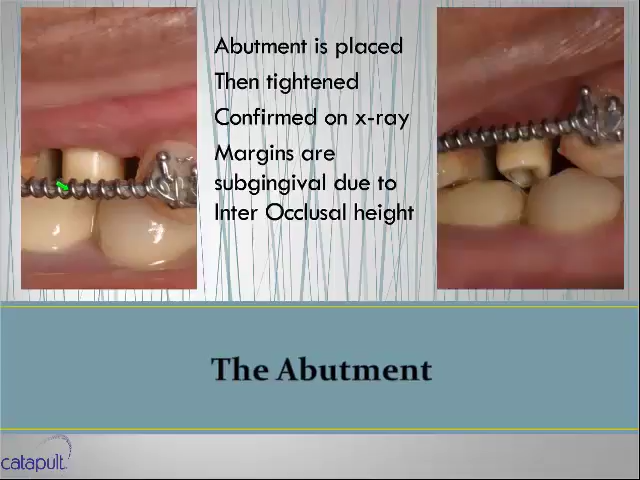 Abutment is placed
Then tightened
Confirmed on x-ray
Margins are
subgingival due to
Inter Occlusal height
The Abutment
catapult